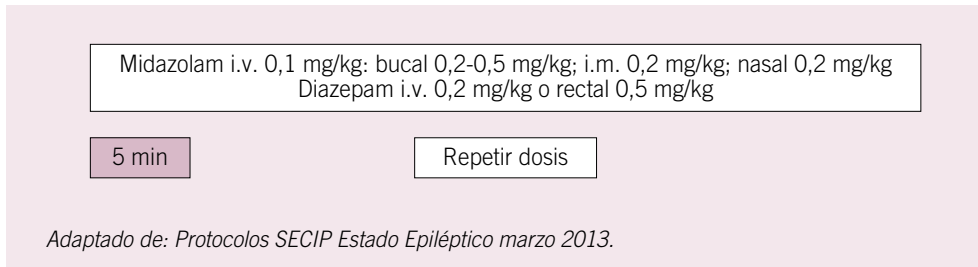 Midazolam i.v. 0,1 mg/kg: bucal 0,2-0,5 mg/kg; i.m. 0,2 mg/kg; nasal 0,2 mg/kg
Diazepam i.v. 0,2 mg/kg o rectal 0,5 mg/kg
5 min
Repetir dosis
Adaptado de: Protocolos SECIP Estado Epiléptico marzo 2013.